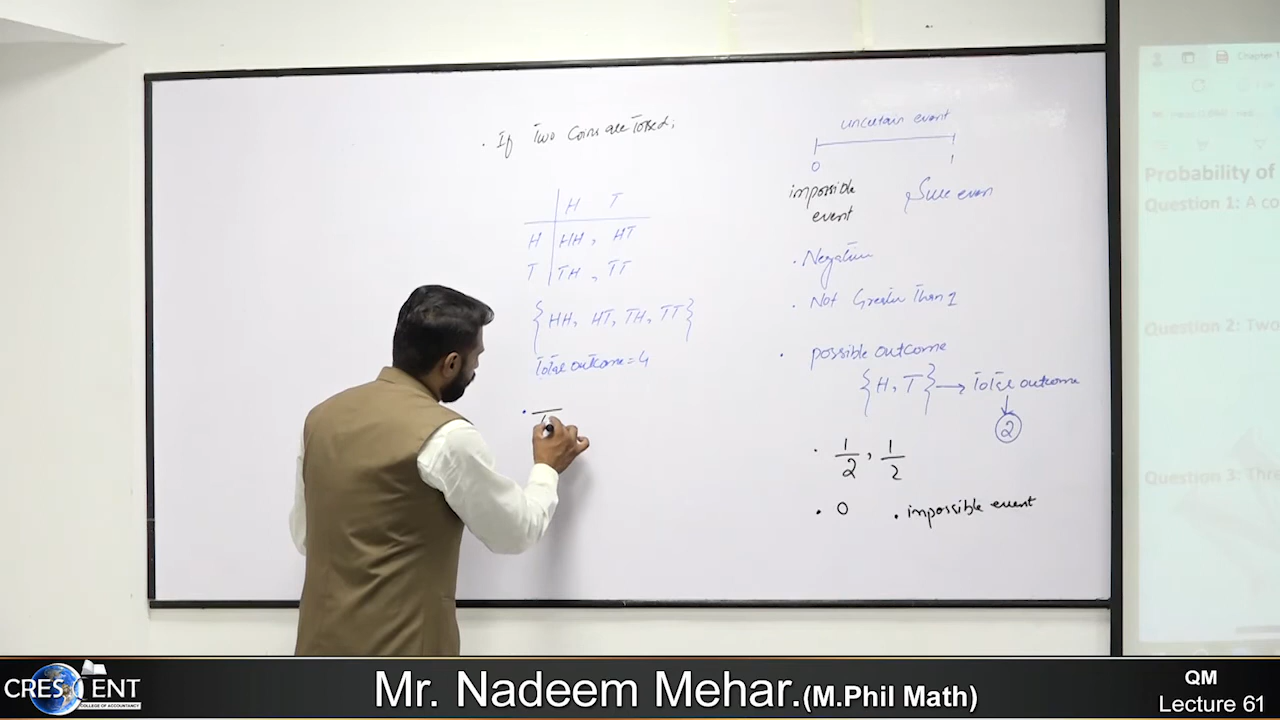 · If Two Coins are Tossed;
H T
H HH, HT
T TH, TT
{HH, HT, TH, TT}
Total outcome = 4
uncertain event
0 1
impossible event
Sure even
· Negative
· Not Greater Than 1
· possible outcome
{H, T} → Total outcome
↓
2
· 1/2, 1/2
· 0 · impossible event
Chapter
Probability of
Question 1: A co
Question 2: Two
Question 3: Thre
CRESCENT
COLLEGE OF ACCOUNTANCY
Mr. Nadeem Mehar.(M.Phil Math)
QM
Lecture 61